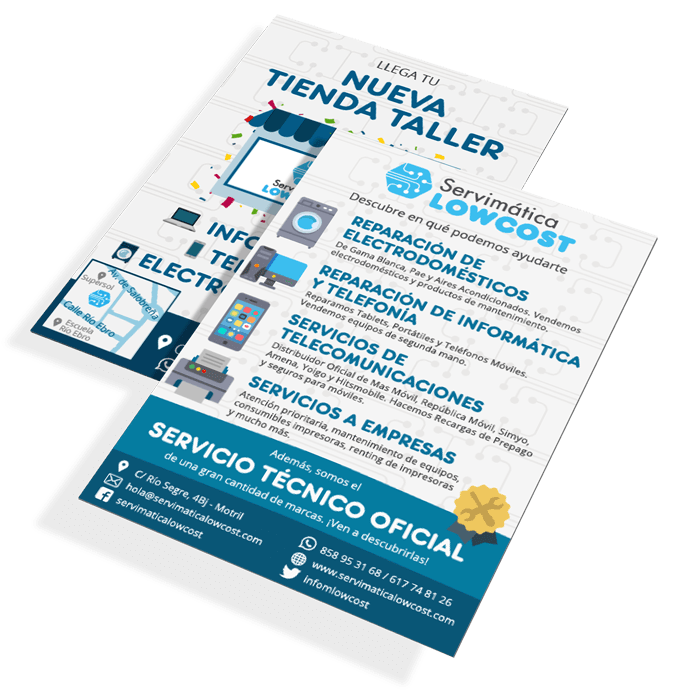 LLEGA TU
NUEVA
TIENDA TALLER
Servimática
LOWCOST
Av. de Salobreña
Supersol
Calle Río Ebro
Escuela
Río Ebro
Servimática
LOWCOST
Descubre en qué podemos ayudarte
REPARACIÓN DE
ELECTRODOMÉSTICOS
De Gama Blanca, Pae y Aires Acondicionados. Vendemos
electrodomésticos y productos de mantenimiento.
REPARACIÓN DE INFORMÁTICA
Y TELEFONÍA
Reparamos Tablets, Portátiles y Teléfonos Móviles.
Vendemos equipos de segunda mano.
SERVICIOS DE
TELECOMUNICACIONES
Distribuidor Oficial de Mas Móvil, República Móvil, Simyo,
Amena, Yoigo y Hitsmobile. Hacemos Recargas de Prepago
y seguros para móviles.
SERVICIOS A EMPRESAS
Atención prioritaria, mantenimiento de equipos,
consumibles impresoras, renting de impresoras
y mucho más.
Además, somos el
SERVICIO TÉCNICO OFICIAL
de una gran cantidad de marcas. ¡Ven a descubrirlas!
C/ Río Segre, 4Bj - Motril
hola@servimaticalowcost.com
servimaticalowcost
858 95 31 68 / 617 74 81 26
www.servimaticalowcost.com
Infomlowcost